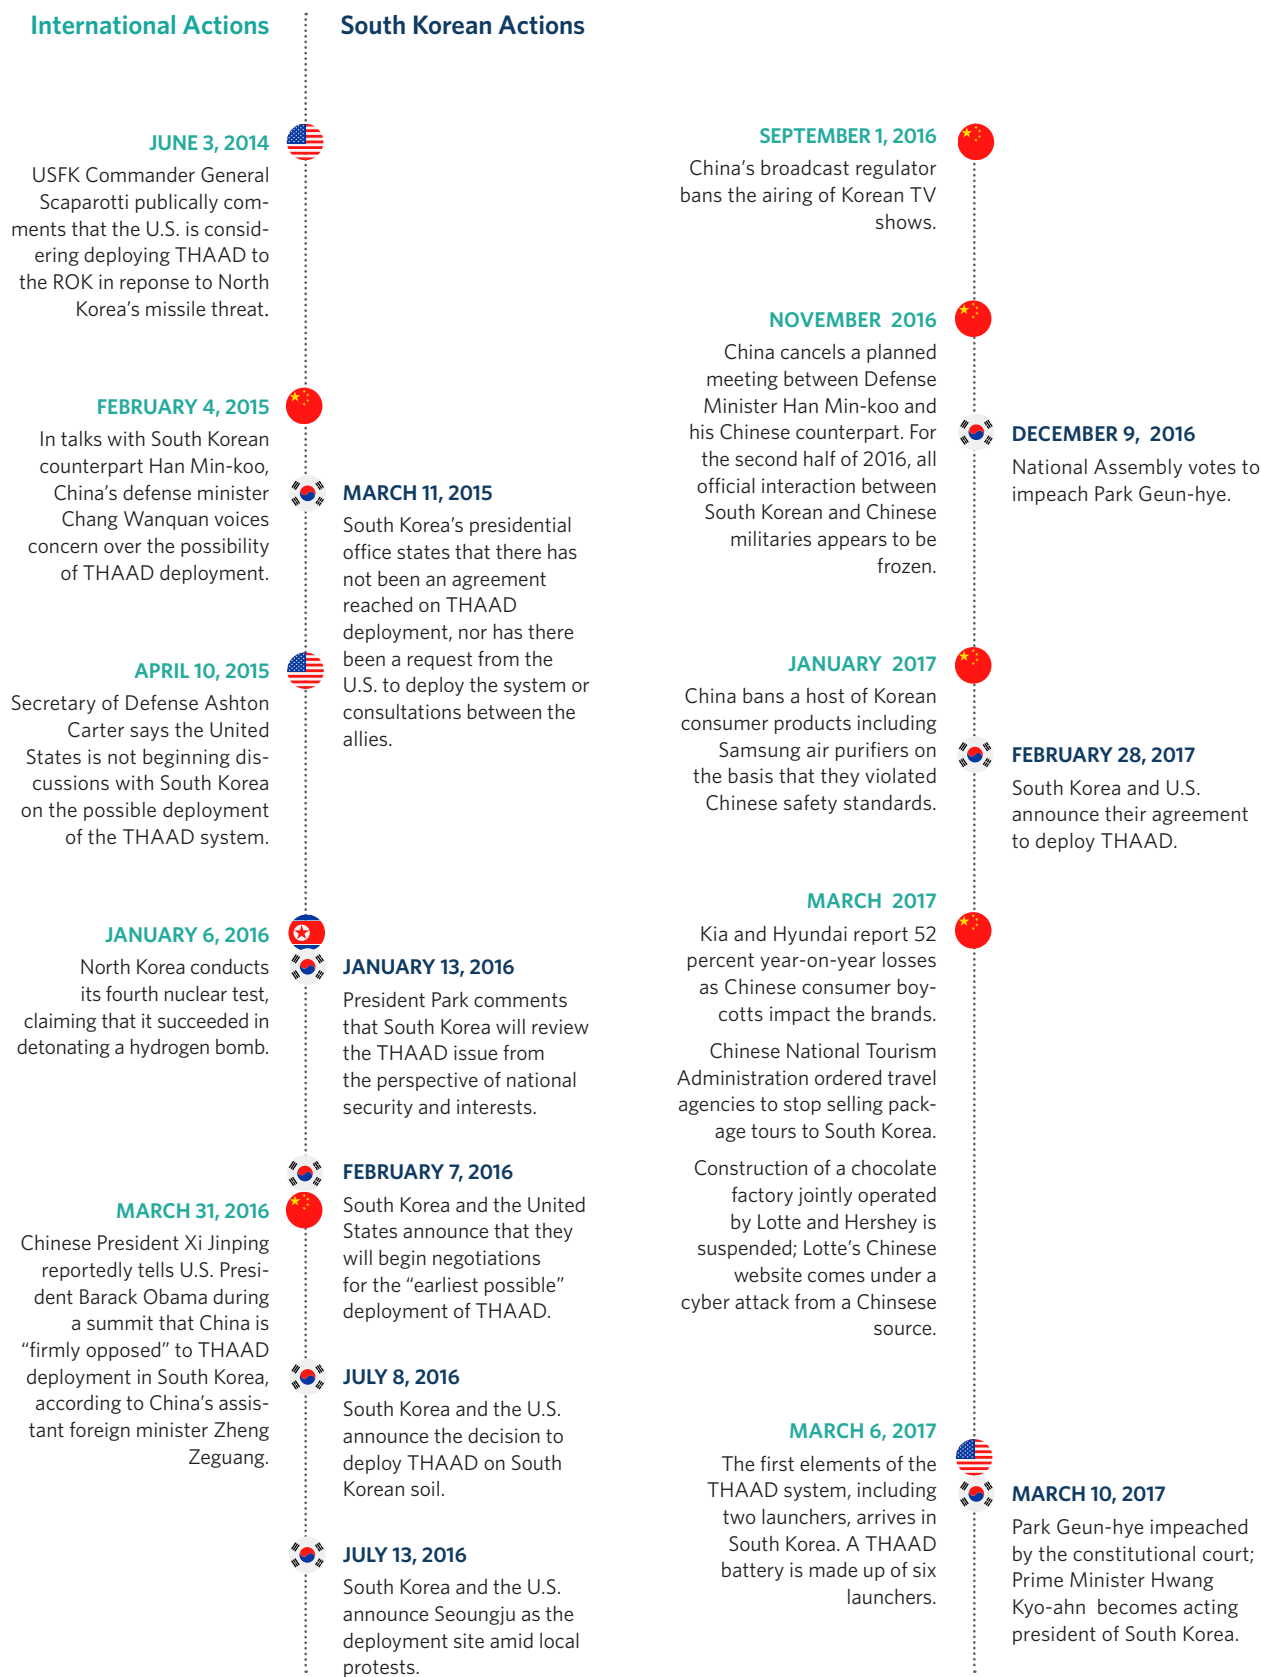 International Actions
South Korean Actions
JUNE 3, 2014
USFK Commander General
Scaparotti publically com-
ments that the U.S. is consid-
ering deploying THAAD to
the ROK in reponse to North
Korea's missile threat.
FEBRUARY 4, 2015
In talks with South Korean
counterpart Han Min-koo,
China's defense minister
Chang Wanquan voices
concern over the possibility
of THAAD deployment.
MARCH 11, 2015
South Korea's presidential
office states that there has
not been an agreement
reached on THAAD
deployment, nor has there
been a request from the
U.S. to deploy the system or
consultations between the
allies.
APRIL 10, 2015
Secretary of Defense Ashton
Carter says the United
States is not beginning dis-
cussions with South Korea
on the possible deployment
of the THAAD system.
JANUARY 6, 2016
North Korea conducts
its fourth nuclear test,
claiming that it succeeded in
detonating a hydrogen bomb.
JANUARY 13, 2016
President Park comments
that South Korea will review
the THAAD issue from
the perspective of national
security and interests.
FEBRUARY 7, 2016
South Korea and the United
States announce that they
will begin negotiations
for the “earliest possible”
deployment of THAAD.
MARCH 31, 2016
Chinese President Xi Jinping
reportedly tells U.S. Presi-
dent Barack Obama during
a summit that China is
“firmly opposed” to THAAD
deployment in South Korea,
according to China's assis-
tant foreign minister Zheng
Zeguang.
JULY 8, 2016
South Korea and the U.S.
announce the decision to
deploy THAAD on South
Korean soil.
JULY 13, 2016
South Korea and the U.S.
announce Seoungju as the
deployment site amid local
protests.
SEPTEMBER 1, 2016
China's broadcast regulator
bans the airing of Korean TV
shows.
NOVEMBER 2016
China cancels a planned
meeting between Defense
Minister Han Min-koo and
his Chinese counterpart. For
the second half of 2016, all
official interaction between
South Korean and Chinese
militaries appears to be
frozen.
DECEMBER 9, 2016
National Assembly votes to
impeach Park Geun-hye.
JANUARY 2017
China bans a host of Korean
consumer products including
Samsung air purifiers on
the basis that they violated
Chinese safety standards.
FEBRUARY 28, 2017
South Korea and U.S.
announce their agreement
to deploy THAAD.
MARCH 2017
Kia and Hyundai report 52
percent year-on-year losses
as Chinese consumer boy-
cotts impact the brands.
Chinese National Tourism
Administration ordered travel
agencies to stop selling pack-
age tours to South Korea.
Construction of a chocolate
factory jointly operated
by Lotte and Hershey is
suspended; Lotte's Chinese
website comes under a
cyber attack from a Chinsese
source.
MARCH 6, 2017
The first elements of the
THAAD system, including
two launchers, arrives in
South Korea. A THAAD
battery is made up of six
launchers.
MARCH 10, 2017
Park Geun-hye impeached
by the constitutional court;
Prime Minister Hwang
Kyo-ahn becomes acting
president of South Korea.